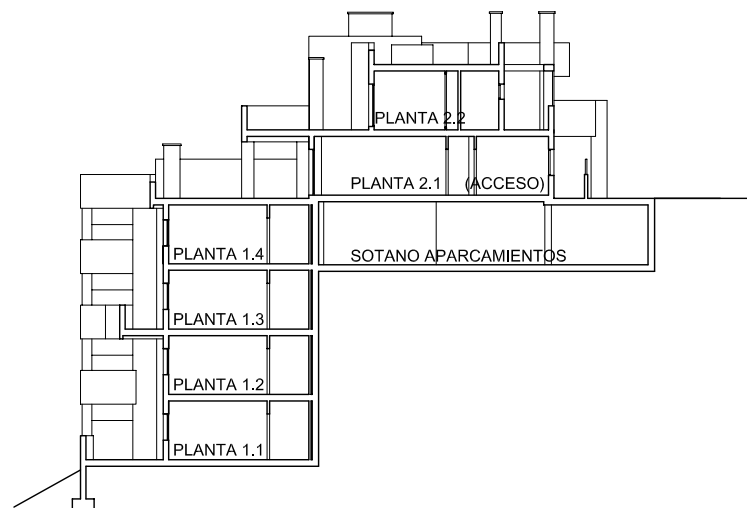 PLANTA 2.2
PLANTA 2.1 (ACCESO)
PLANTA 1.4
SOTANO APARCAMIENTOS
PLANTA 1.3
PLANTA 1.2
PLANTA 1.1